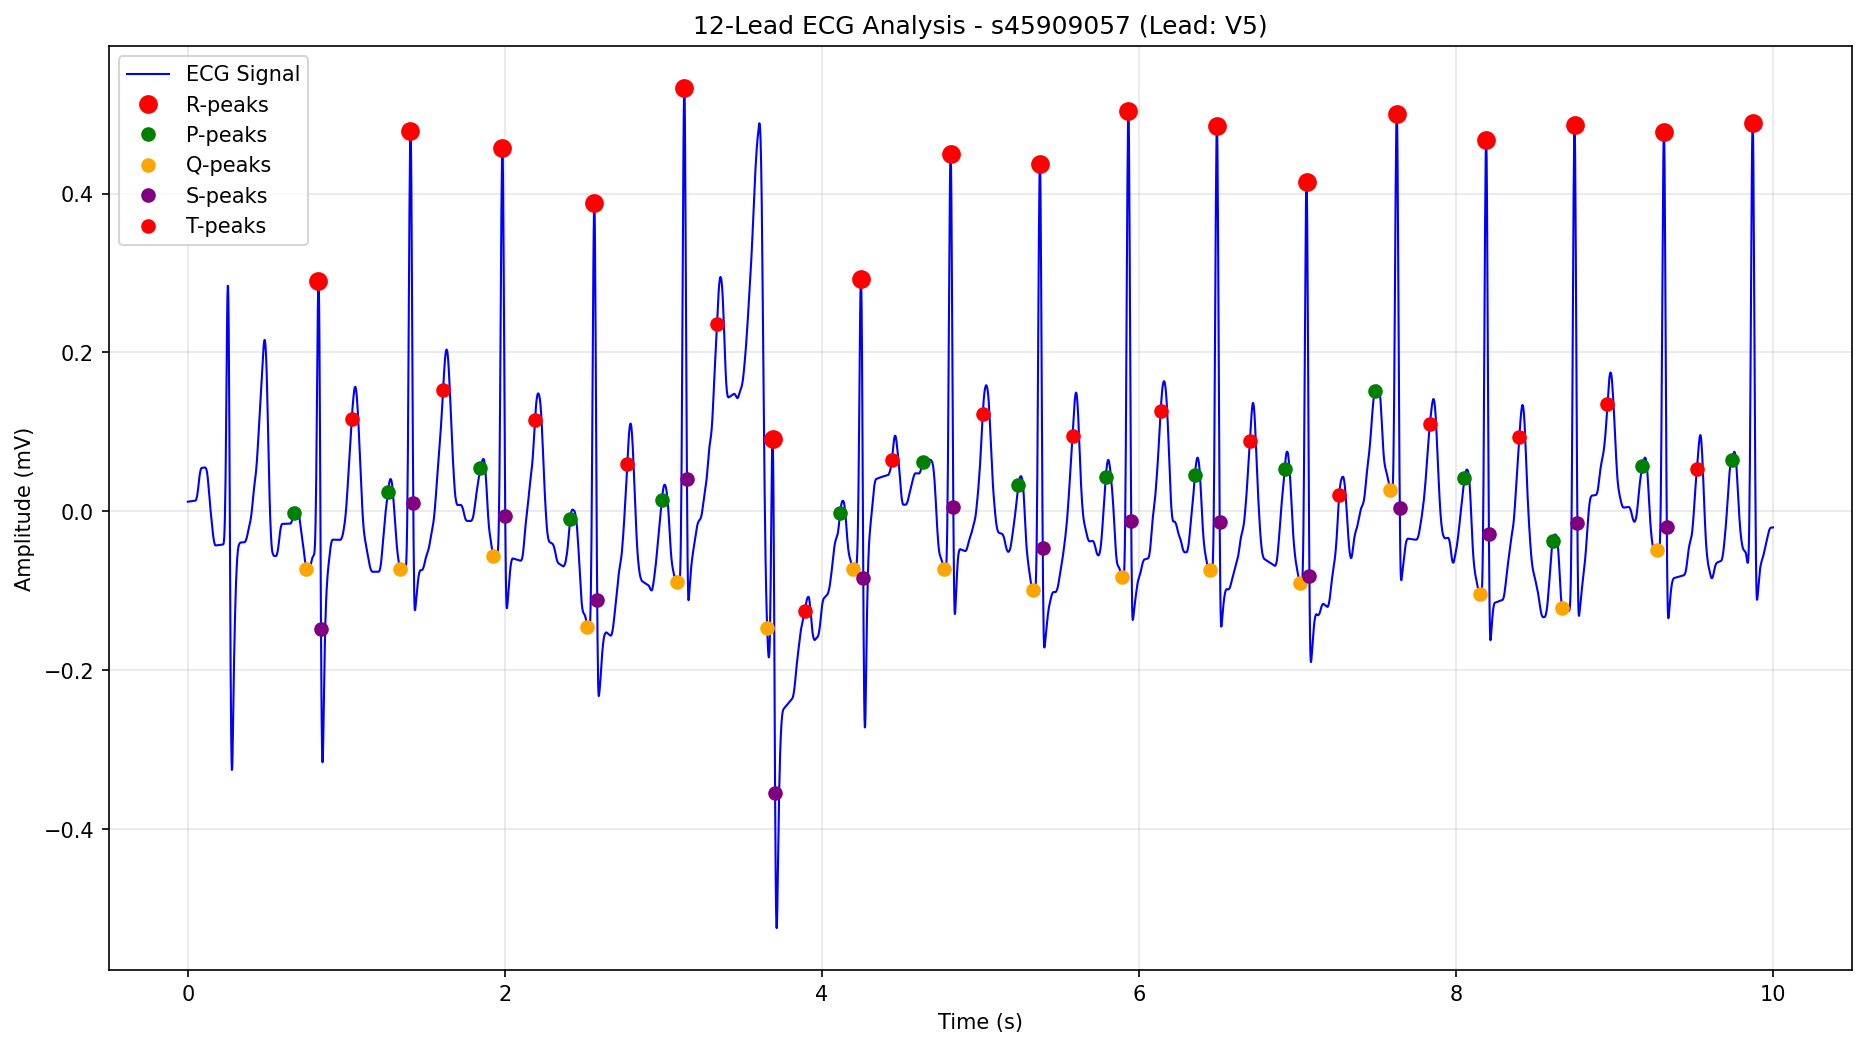 12-Lead ECG Analysis - s45909057 (Lead: V5)
ECG Signal
R-peaks
P-peaks
Q-peaks
S-peaks
T-peaks
Amplitude (mV)
0.4
0.2
0.0
−0.2
−0.4
0 2 4 6 8 10
Time (s)